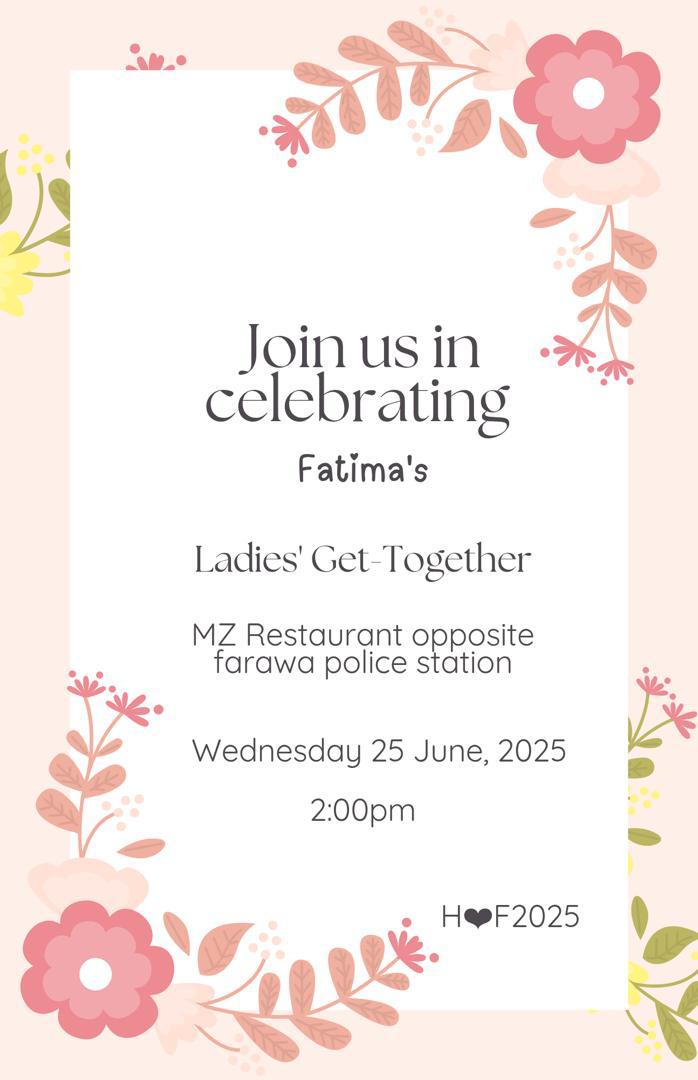 Join us in
celebrating
Fatima's
Ladies' Get-Together
MZ Restaurant opposite
farawa police station
Wednesday 25 June, 2025
2:00pm
H❤F2025